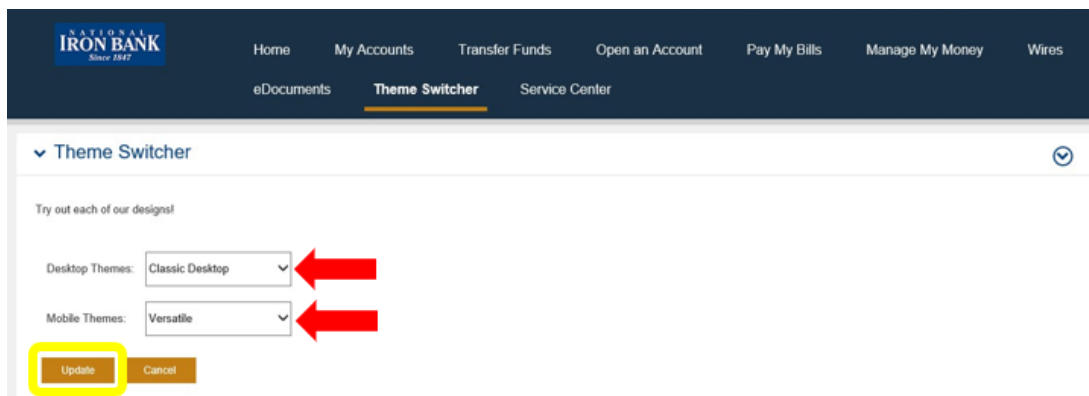 NATIONAL
IRON BANK
Since 1847
Home My Accounts Transfer Funds Open an Account Pay My Bills Manage My Money Wires
eDocuments Theme Switcher Service Center
Theme Switcher
Try out each of our designs!
Desktop Themes: Classic Desktop
Mobile Themes: Versatile
Update Cancel